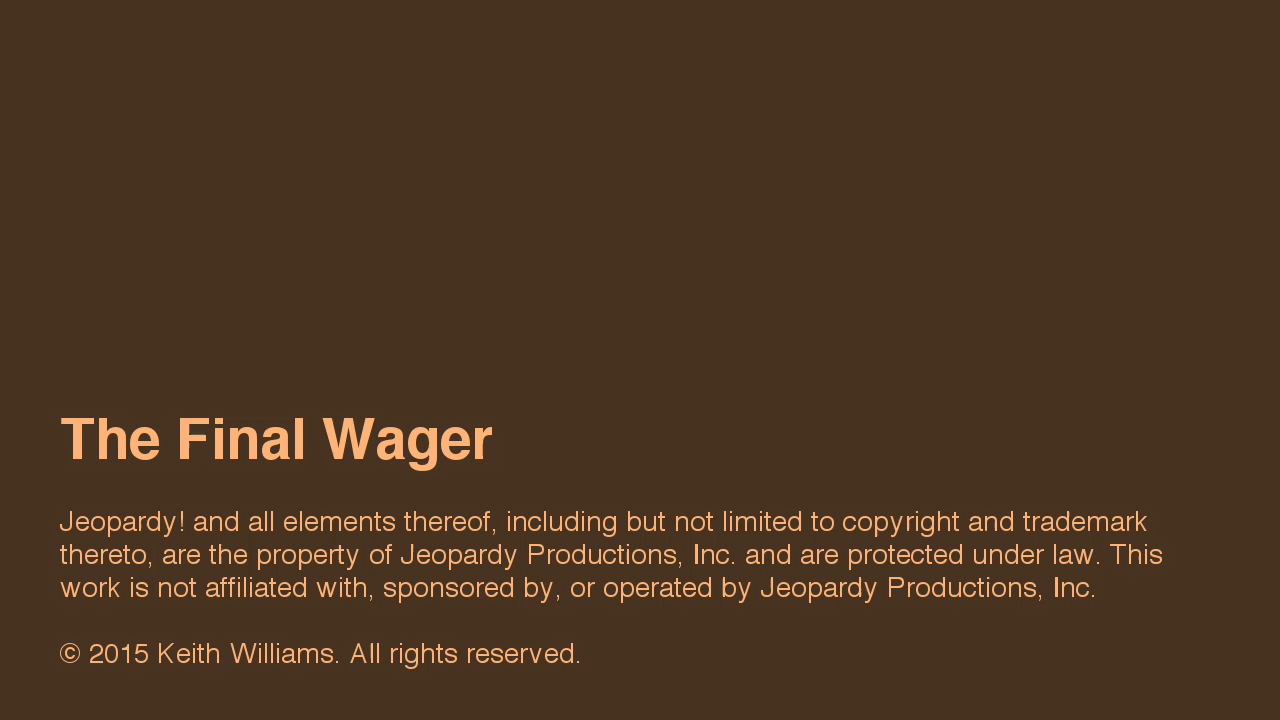 The Final Wager
Jeopardy! and all elements thereof, including but not limited to copyright and trademark
thereto, are the property of Jeopardy Productions, Inc. and are protected under law. This
work is not affiliated with, sponsored by, or operated by Jeopardy Productions, Inc.
© 2015 Keith Williams. All rights reserved.